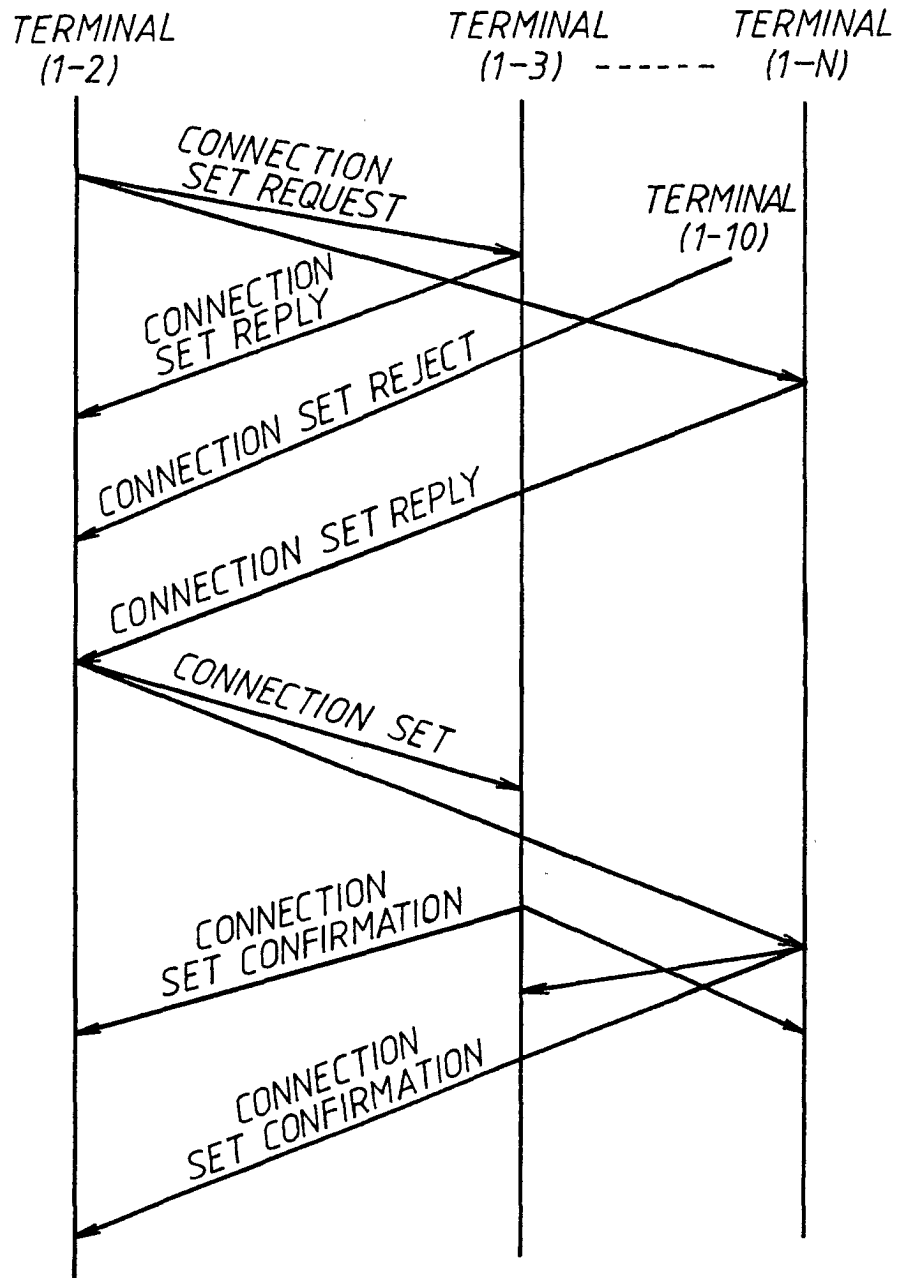 TERMINAL
(1-2)
TERMINAL
(1-3)
------
TERMINAL
(1-N)
CONNECTION
SET REQUEST
TERMINAL
(1-10)
CONNECTION
SET REPLY
CONNECTION SET REJECT
CONNECTION SET REPLY
CONNECTION SET
CONNECTION
SET CONFIRMATION
CONNECTION
SET CONFIRMATION